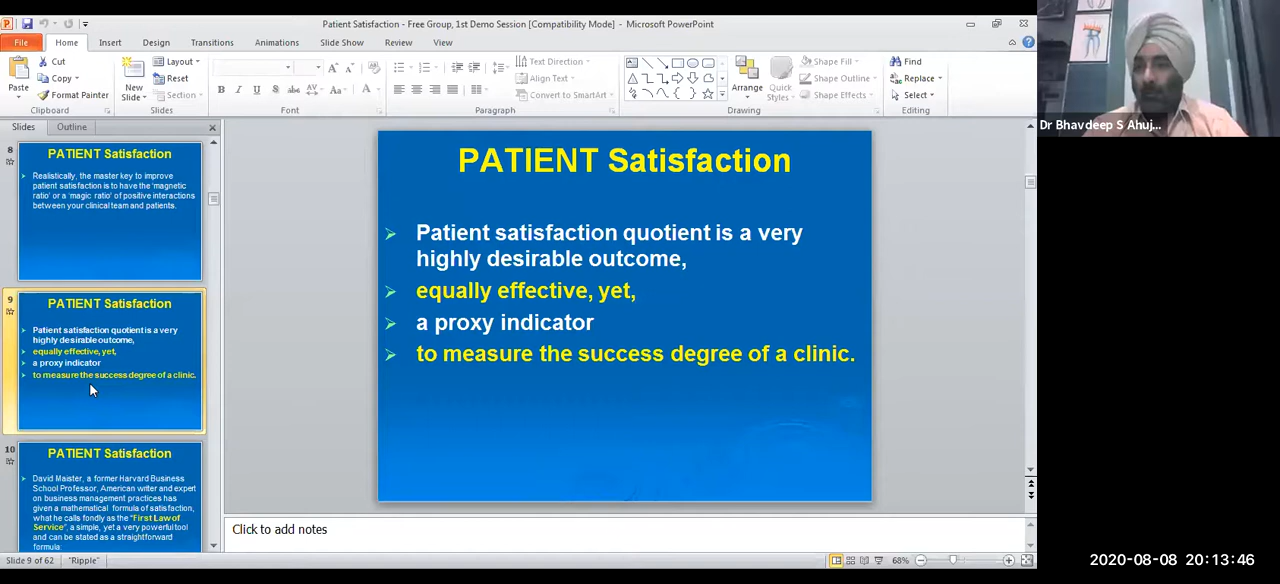 Patient Satisfaction - Free Group, 1st Demo Session [Compatibility Mode] - Microsoft PowerPoint
File Home Insert Design Transitions Animations Slide Show Review View
Paste
Cut
Copy
Format Painter
Clipboard
New Slide
Layout
Reset
Section
Slides
B I U S abc AV Aa A
Font
Text Direction
Align Text
Convert to SmartArt
Paragraph
Arrange
Quick Styles
Shape Fill
Shape Outline
Shape Effects
Drawing
Find
Replace
Select
Editing
Dr Bhavdeep S Ahuj...
Slides Outline
8
PATIENT Satisfaction
Realistically, the master key to improve
patient satisfaction is to have the 'magnetic
ratio' or a 'magic ratio' of positive interactions
between your clinical team and patients.
9
PATIENT Satisfaction
Patient satisfaction quotient is a very
highly desirable outcome,
equally effective, yet,
a proxy indicator
to measure the success degree of a clinic.
10
PATIENT Satisfaction
David Maister, a former Harvard Business
School Professor, American writer and expert
on business management practices has
given a mathematical formula of satisfaction,
what he calls fondly as the "First Law of
Service", a simple, yet a very powerful tool
and can be stated as a straightforward
formula:
PATIENT Satisfaction
Patient satisfaction quotient is a very
highly desirable outcome,
equally effective, yet,
a proxy indicator
to measure the success degree of a clinic.
Click to add notes
Slide 9 of 62 "Ripple" 68%
2020-08-08 20:13:46